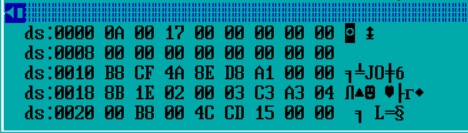 ds:0000 0A 00 17 00 00 00 00 00 ◙ ↨
ds:0008 00 00 00 00 00 00 00 00
ds:0010 B8 CF 4A 8E D8 A1 00 00 ╕╧JО╪б
ds:0018 8B 1E 02 00 03 C3 A3 04 Л▲☻ ♥├г♦
ds:0020 00 B8 00 4C CD 15 00 00 ╕ L═§